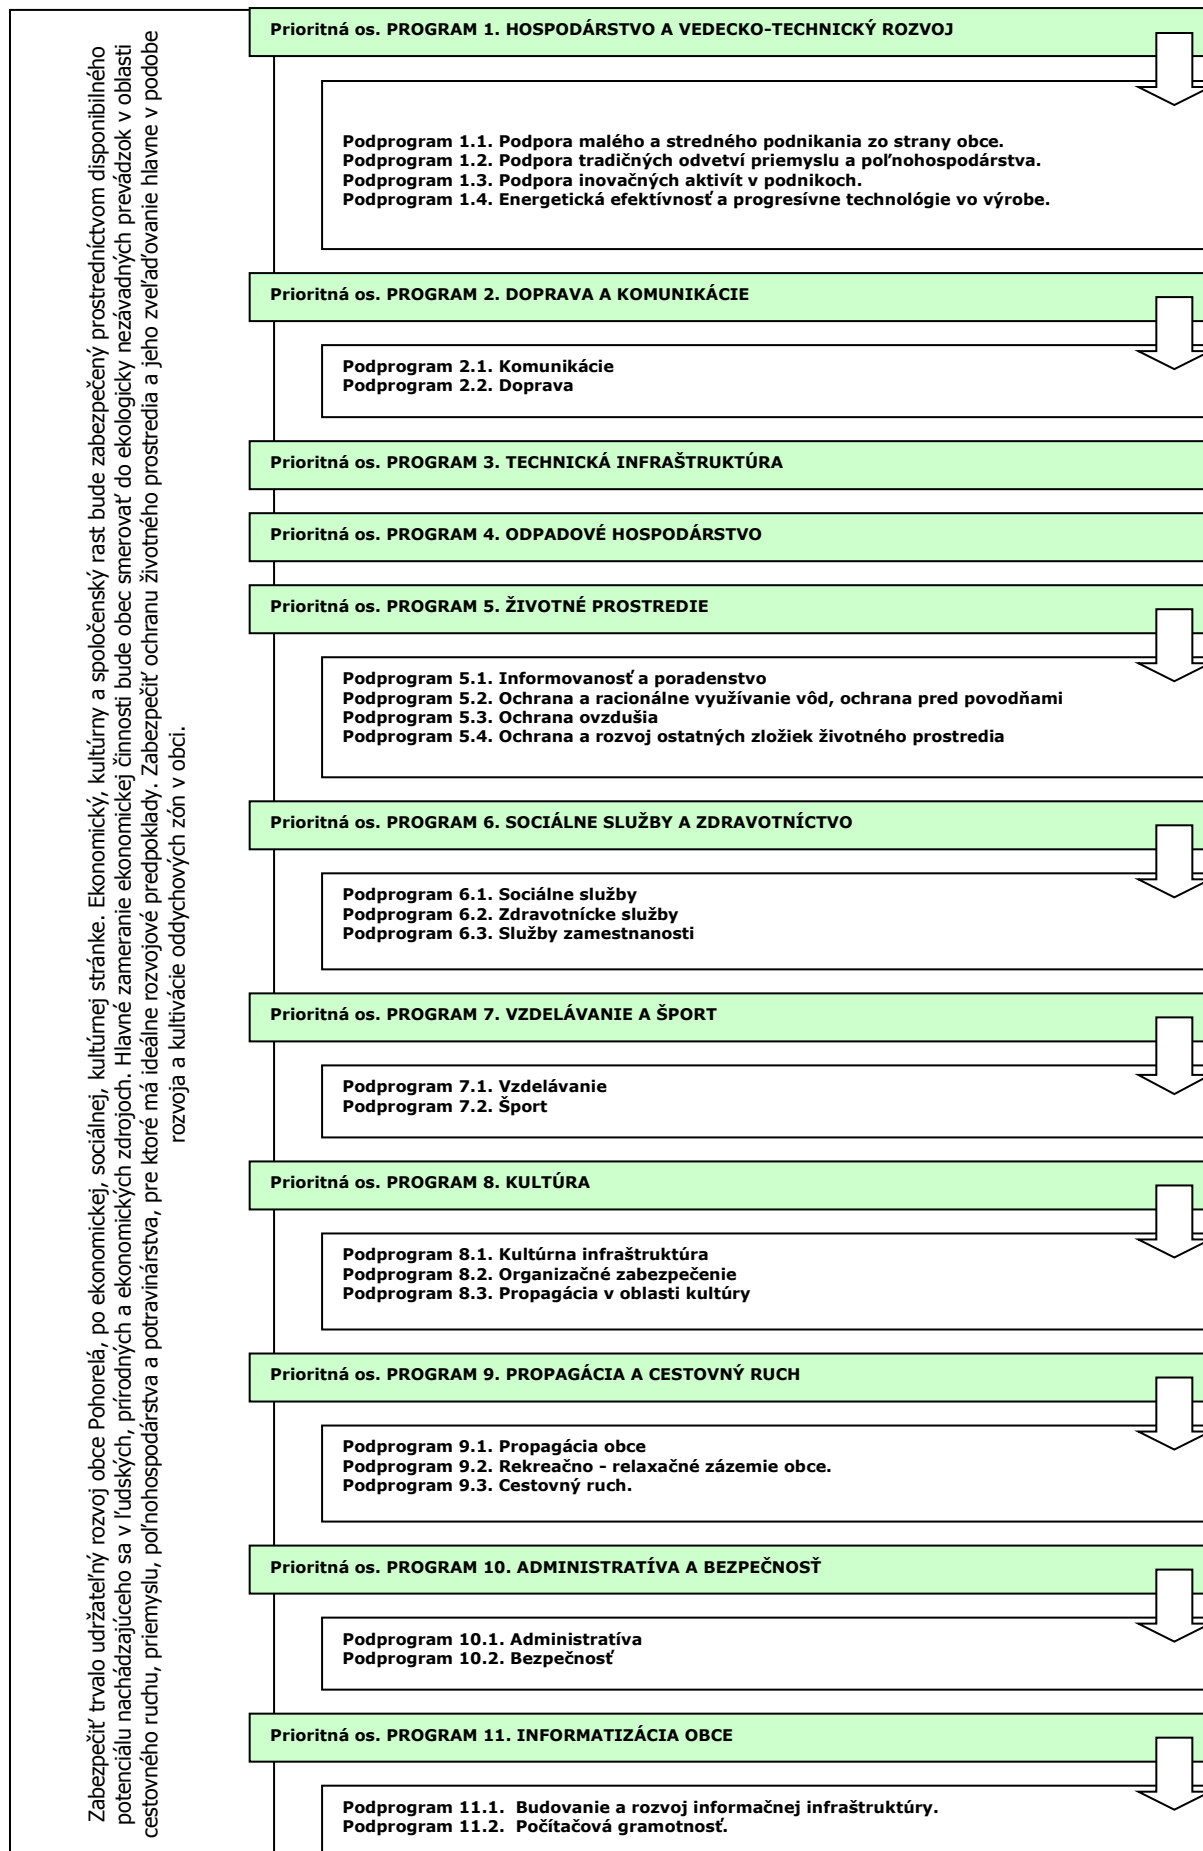 Zabezpečiť trvalo udržateľný rozvoj obce Pohorelá, po ekonomickej, sociálnej, kultúrnej stránke. Ekonomický, kultúrny a spoločenský rast bude zabezpečený prostredníctvom disponibilného
potenciálu nachádzajúceho sa v ľudských, prírodných a ekonomických zdrojoch. Hlavné zameranie ekonomickej činnosti bude obec smerovať do ekologicky nezávadných prevádzok v oblasti
cestovného ruchu, priemyslu, poľnohospodárstva a potravinárstva, pre ktoré má ideálne rozvojové predpoklady. Zabezpečiť ochranu životného prostredia a jeho zveľaďovanie hlavne v podobe
rozvoja a kultivácie oddychových zón v obci.
Prioritná os. PROGRAM 1. HOSPODÁRSTVO A VEDECKO-TECHNICKÝ ROZVOJ
Podprogram 1.1. Podpora malého a stredného podnikania zo strany obce.
Podprogram 1.2. Podpora tradičných odvetví priemyslu a poľnohospodárstva.
Podprogram 1.3. Podpora inovačných aktivít v podnikoch.
Podprogram 1.4. Energetická efektívnosť a progresívne technológie vo výrobe.
Prioritná os. PROGRAM 2. DOPRAVA A KOMUNIKÁCIE
Podprogram 2.1. Komunikácie
Podprogram 2.2. Doprava
Prioritná os. PROGRAM 3. TECHNICKÁ INFRAŠTRUKTÚRA
Prioritná os. PROGRAM 4. ODPADOVÉ HOSPODÁRSTVO
Prioritná os. PROGRAM 5. ŽIVOTNÉ PROSTREDIE
Podprogram 5.1. Informovanosť a poradenstvo
Podprogram 5.2. Ochrana a racionálne využívanie vôd, ochrana pred povodňami
Podprogram 5.3. Ochrana ovzdušia
Podprogram 5.4. Ochrana a rozvoj ostatných zložiek životného prostredia
Prioritná os. PROGRAM 6. SOCIÁLNE SLUŽBY A ZDRAVOTNÍCTVO
Podprogram 6.1. Sociálne služby
Podprogram 6.2. Zdravotnícke služby
Podprogram 6.3. Služby zamestnanosti
Prioritná os. PROGRAM 7. VZDELÁVANIE A ŠPORT
Podprogram 7.1. Vzdelávanie
Podprogram 7.2. Šport
Prioritná os. PROGRAM 8. KULTÚRA
Podprogram 8.1. Kultúrna infraštruktúra
Podprogram 8.2. Organizačné zabezpečenie
Podprogram 8.3. Propagácia v oblasti kultúry
Prioritná os. PROGRAM 9. PROPAGÁCIA A CESTOVNÝ RUCH
Podprogram 9.1. Propagácia obce
Podprogram 9.2. Rekreačno - relaxačné zázemie obce.
Podprogram 9.3. Cestovný ruch.
Prioritná os. PROGRAM 10. ADMINISTRATÍVA A BEZPEČNOSŤ
Podprogram 10.1. Administratíva
Podprogram 10.2. Bezpečnosť
Prioritná os. PROGRAM 11. INFORMATIZÁCIA OBCE
Podprogram 11.1. Budovanie a rozvoj informačnej infraštruktúry.
Podprogram 11.2. Počítačová gramotnosť.